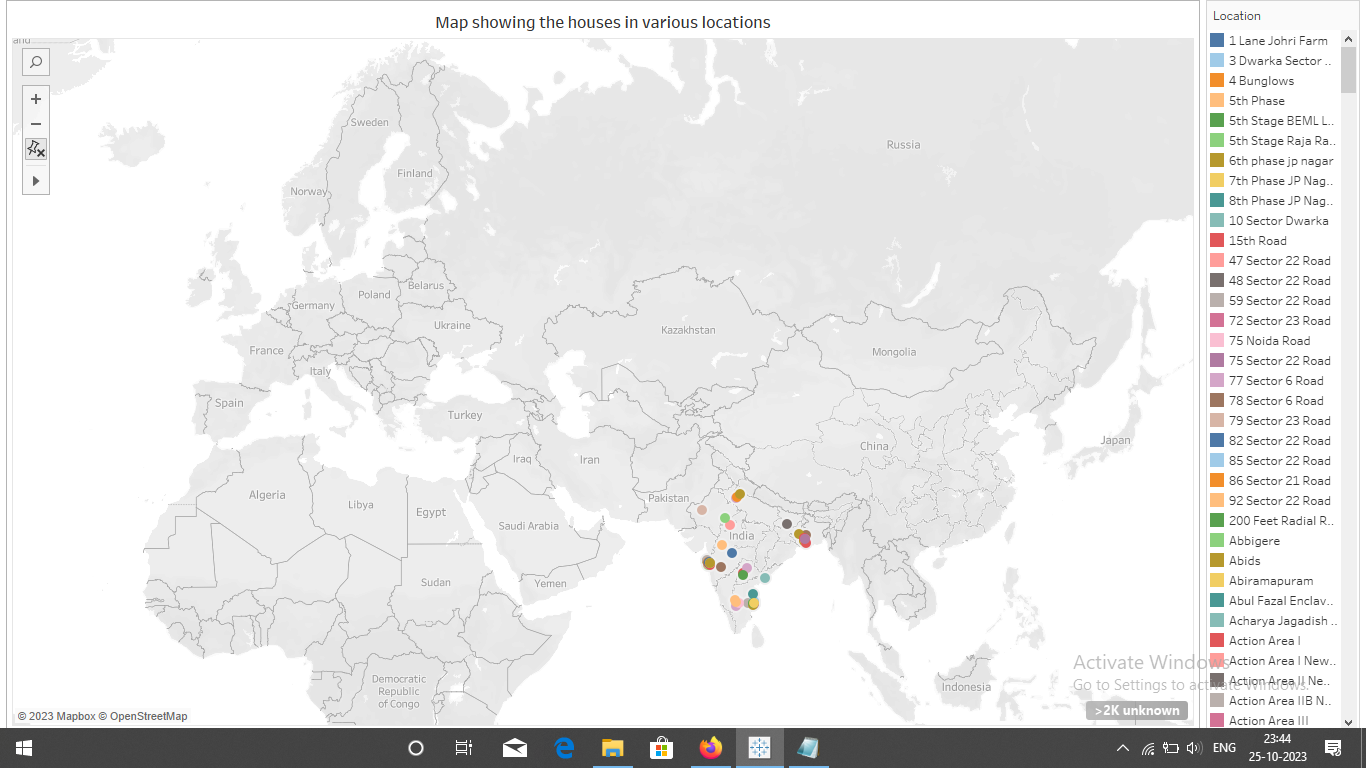 Map showing the houses in various locations
Location
and
Sweden
Finland
Norway
Russia
Belarus
Poland
Germany
Ukraine
Kazakhstan
France
Mongolia
Italy
Spain
Turkey
Japan
China
Iraq
Iran
Algeria
Libya
Egypt
Pakistan
Saudi Arabia
India
Sudan
Yemen
Democratic
Republic
of Congo
Indonesia
© 2023 Mapbox © OpenStreetMap
>2K unknown
1 Lane Johri Farm
3 Dwarka Sector ..
4 Bunglows
5th Phase
5th Stage BEML L..
5th Stage Raja Ra..
6th phase jp nagar
7th Phase JP Nag..
8th Phase JP Nag..
10 Sector Dwarka
15th Road
47 Sector 22 Road
48 Sector 22 Road
59 Sector 22 Road
72 Sector 23 Road
75 Noida Road
75 Sector 22 Road
77 Sector 6 Road
78 Sector 6 Road
79 Sector 23 Road
82 Sector 22 Road
85 Sector 22 Road
86 Sector 21 Road
92 Sector 22 Road
200 Feet Radial R..
Abbigere
Abids
Abiramapuram
Abul Fazal Enclav..
Acharya Jagadish ..
Action Area I
Action Area I New..
Action Area II Ne..
Action Area IIB N..
Action Area III
Activate Windows
Go to Settings to activate Windows.
ENG
23:44
25-10-2023